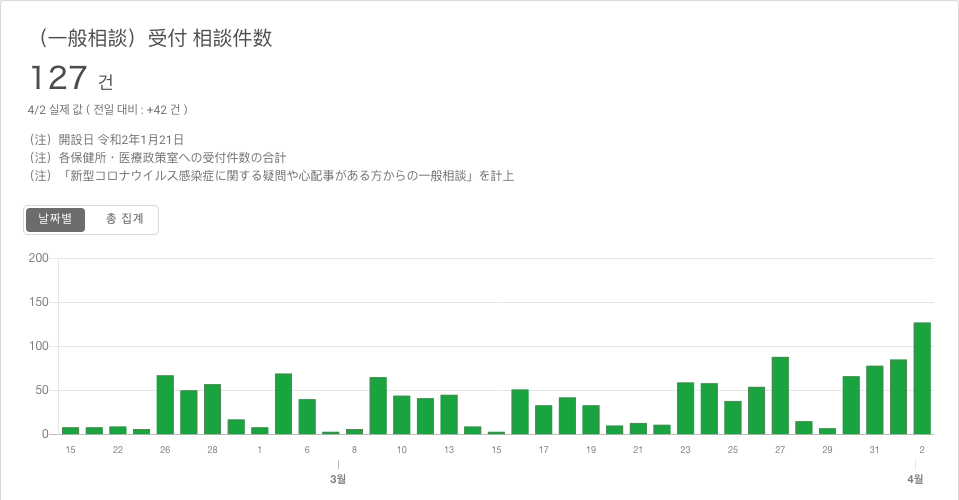 （一般相談）受付 相談件数
127 건
4/2 실제 값 ( 전일 대비 : +42 건 )
（注）開設日 令和2年1月21日
（注）各保健所・医療政策室への受付件数の合計
（注）「新型コロナウイルス感染症に関する疑問や心配事がある方からの一般相談」を計上
날짜별 총 집계
200
150
100
50
0
15 22 26 28 1 6 8 10 13 15 17 19 21 23 25 27 29 31 2
3월 4월